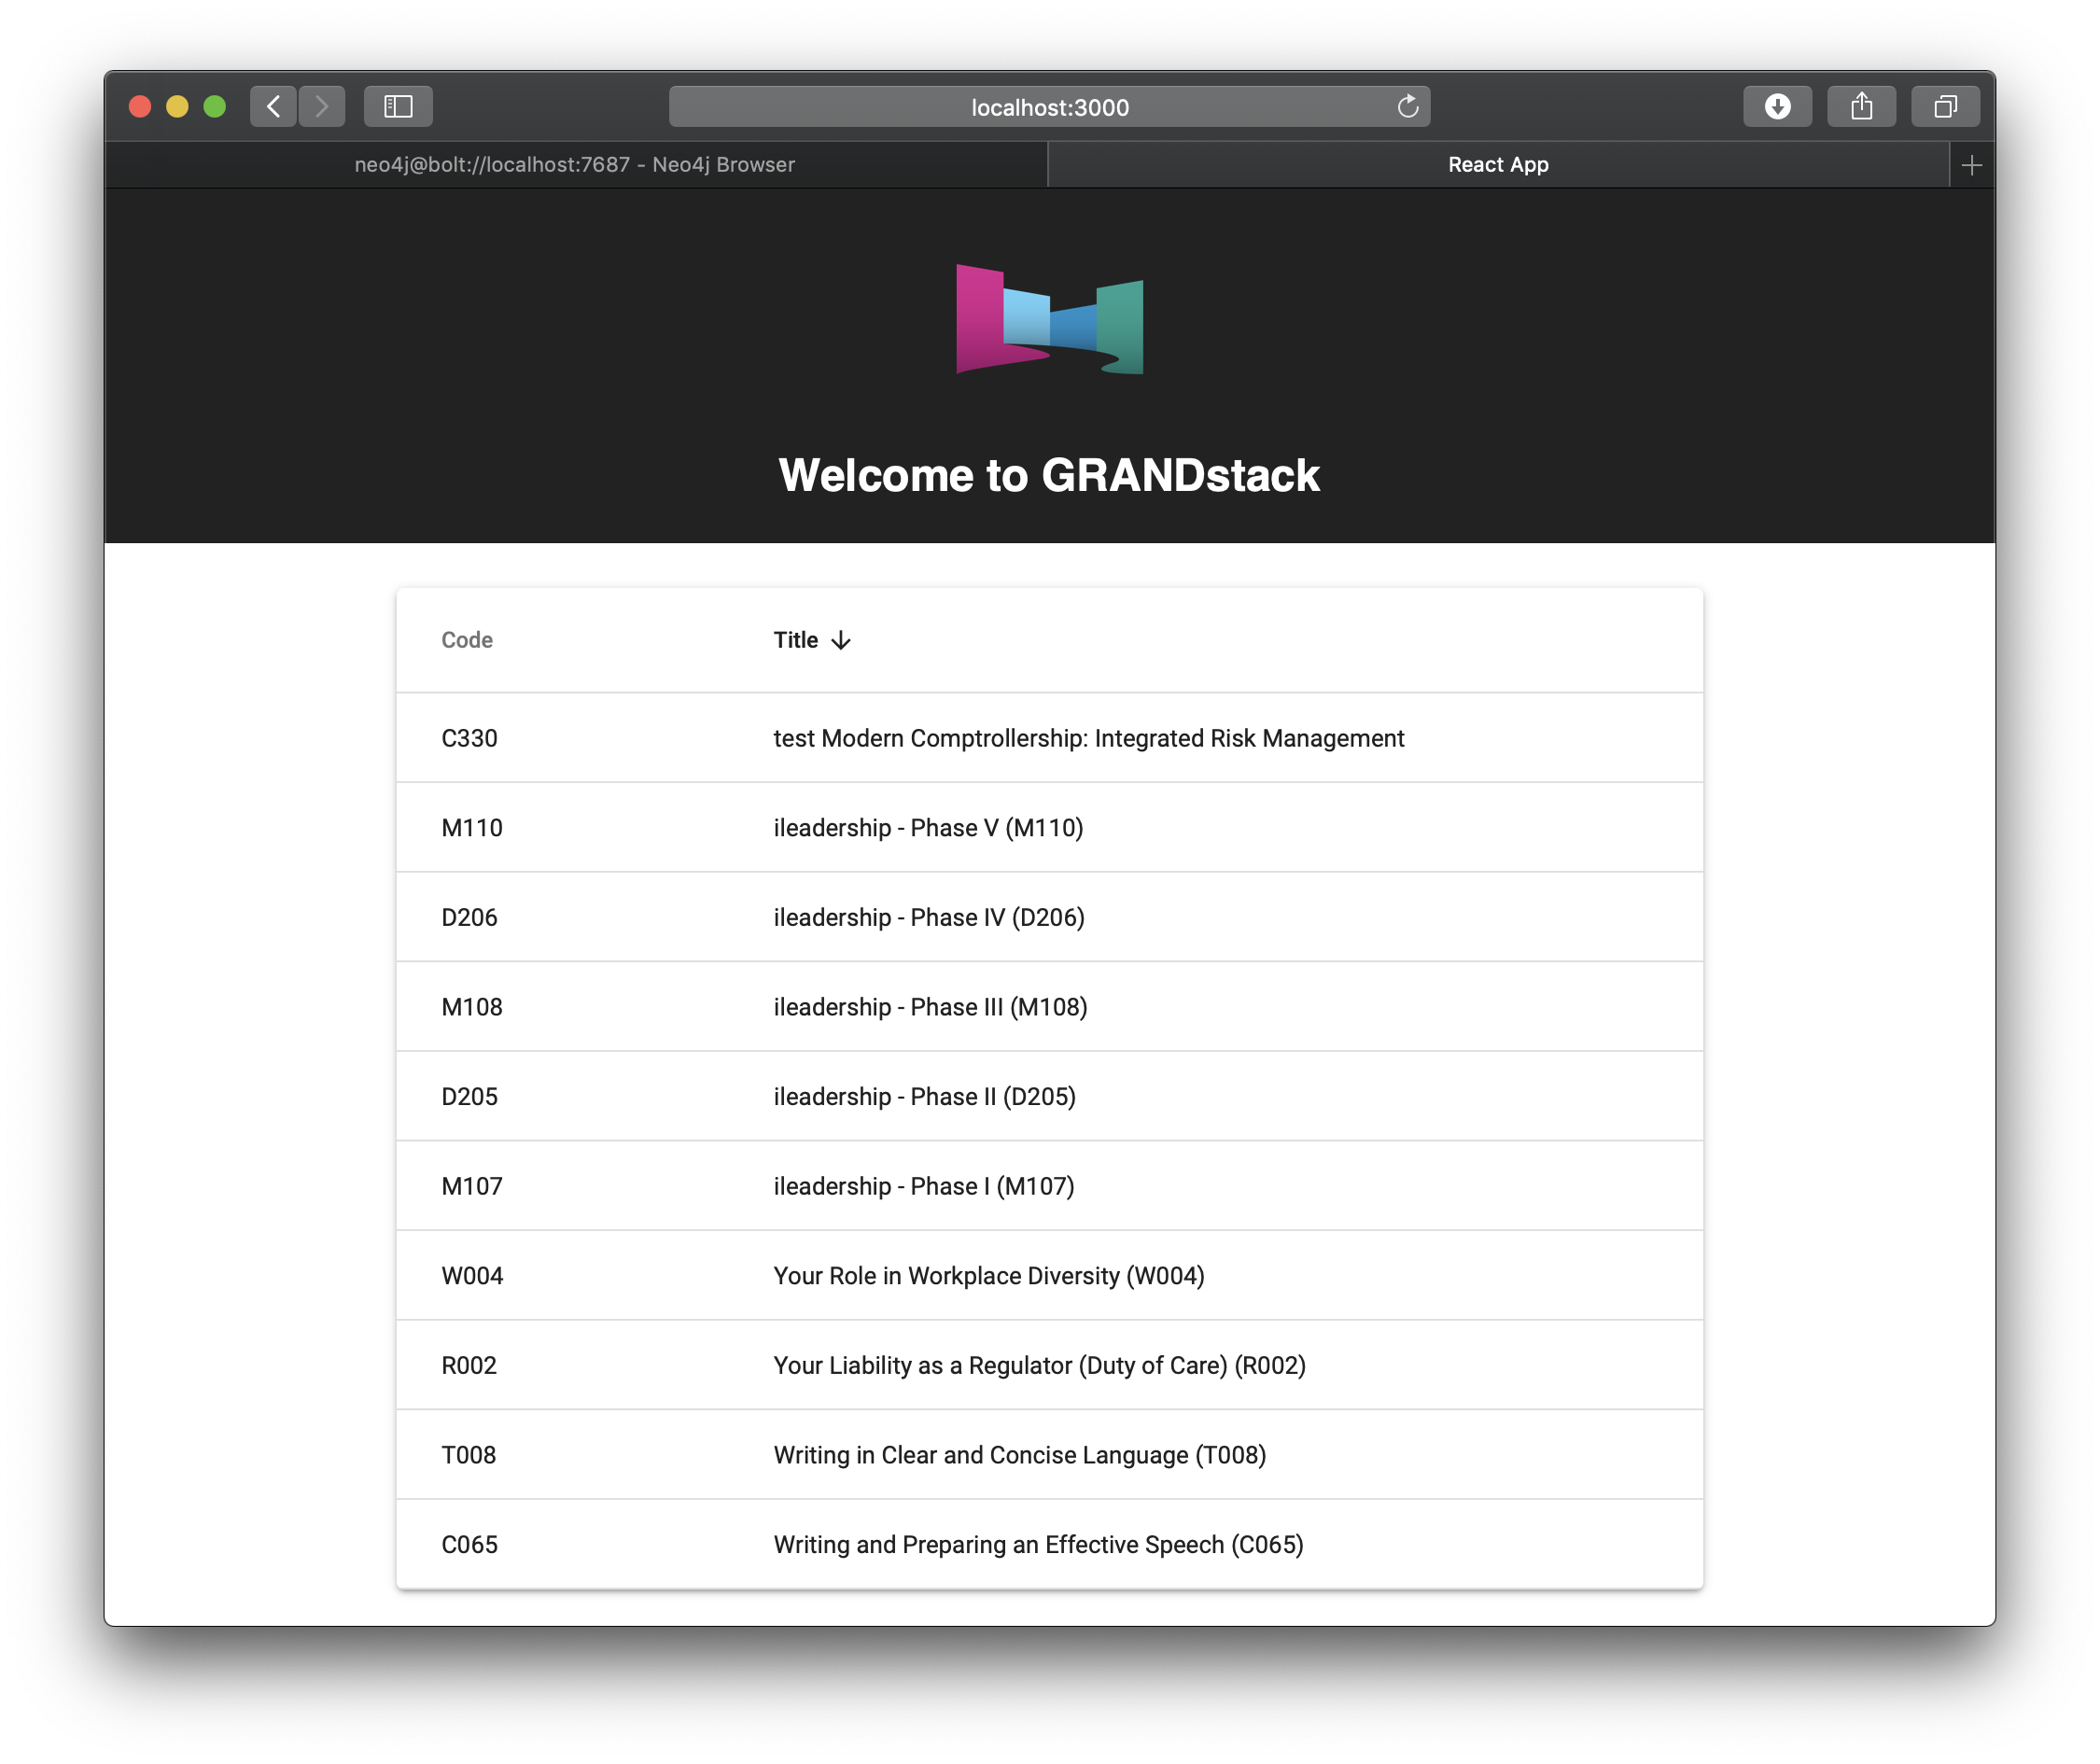 localhost:3000
neo4j@bolt://localhost:7687 - Neo4j Browser
React App
Welcome to GRANDstack
Code Title
C330 test Modern Comptrollership: Integrated Risk Management
M110 ileadership - Phase V (M110)
D206 ileadership - Phase IV (D206)
M108 ileadership - Phase III (M108)
D205 ileadership - Phase II (D205)
M107 ileadership - Phase I (M107)
W004 Your Role in Workplace Diversity (W004)
R002 Your Liability as a Regulator (Duty of Care) (R002)
T008 Writing in Clear and Concise Language (T008)
C065 Writing and Preparing an Effective Speech (C065)